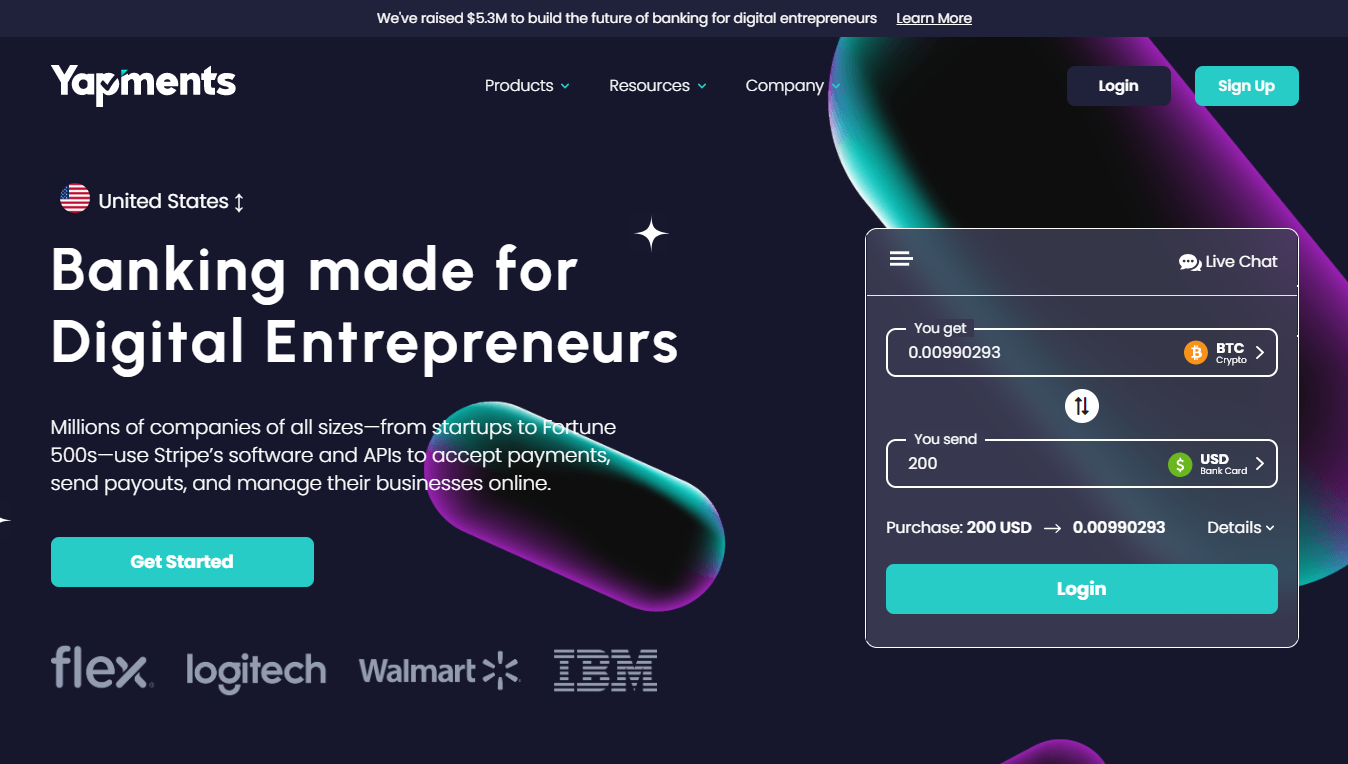 We've raised $5.3M to build the future of banking for digital entrepreneurs Learn More
Yapments
Products
Resources
Company
Login
Sign Up
United States
Banking made for
Digital Entrepreneurs
Millions of companies of all sizes—from startups to Fortune
500s—use Stripe’s software and APIs to accept payments,
send payouts, and manage their businesses online.
Get Started
flex
logitech
Walmart
IBM
Live Chat
You get
0.00990293
BTC
Crypto
You send
200
USD
Bank Card
Purchase: 200 USD → 0.00990293
Details
Login